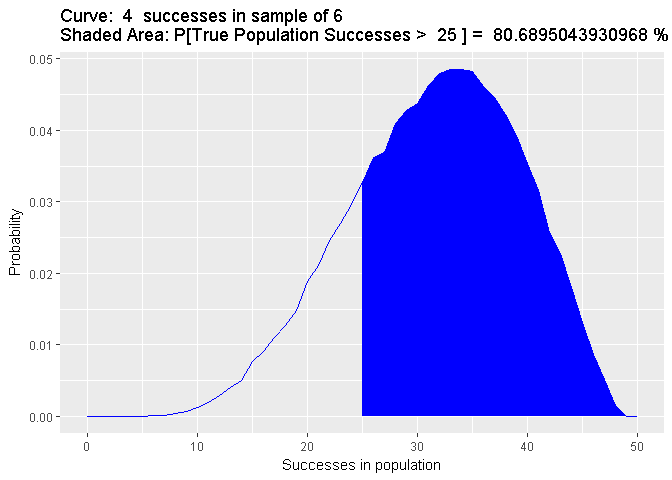 Curve:  4  successes in sample of 6
Shaded Area: P[True Population Successes >  25 ] =  80.6895043930968 %
0.05
0.04
0.03
0.02
0.01
0.00
Probability
0 10 20 30 40 50
Successes in population